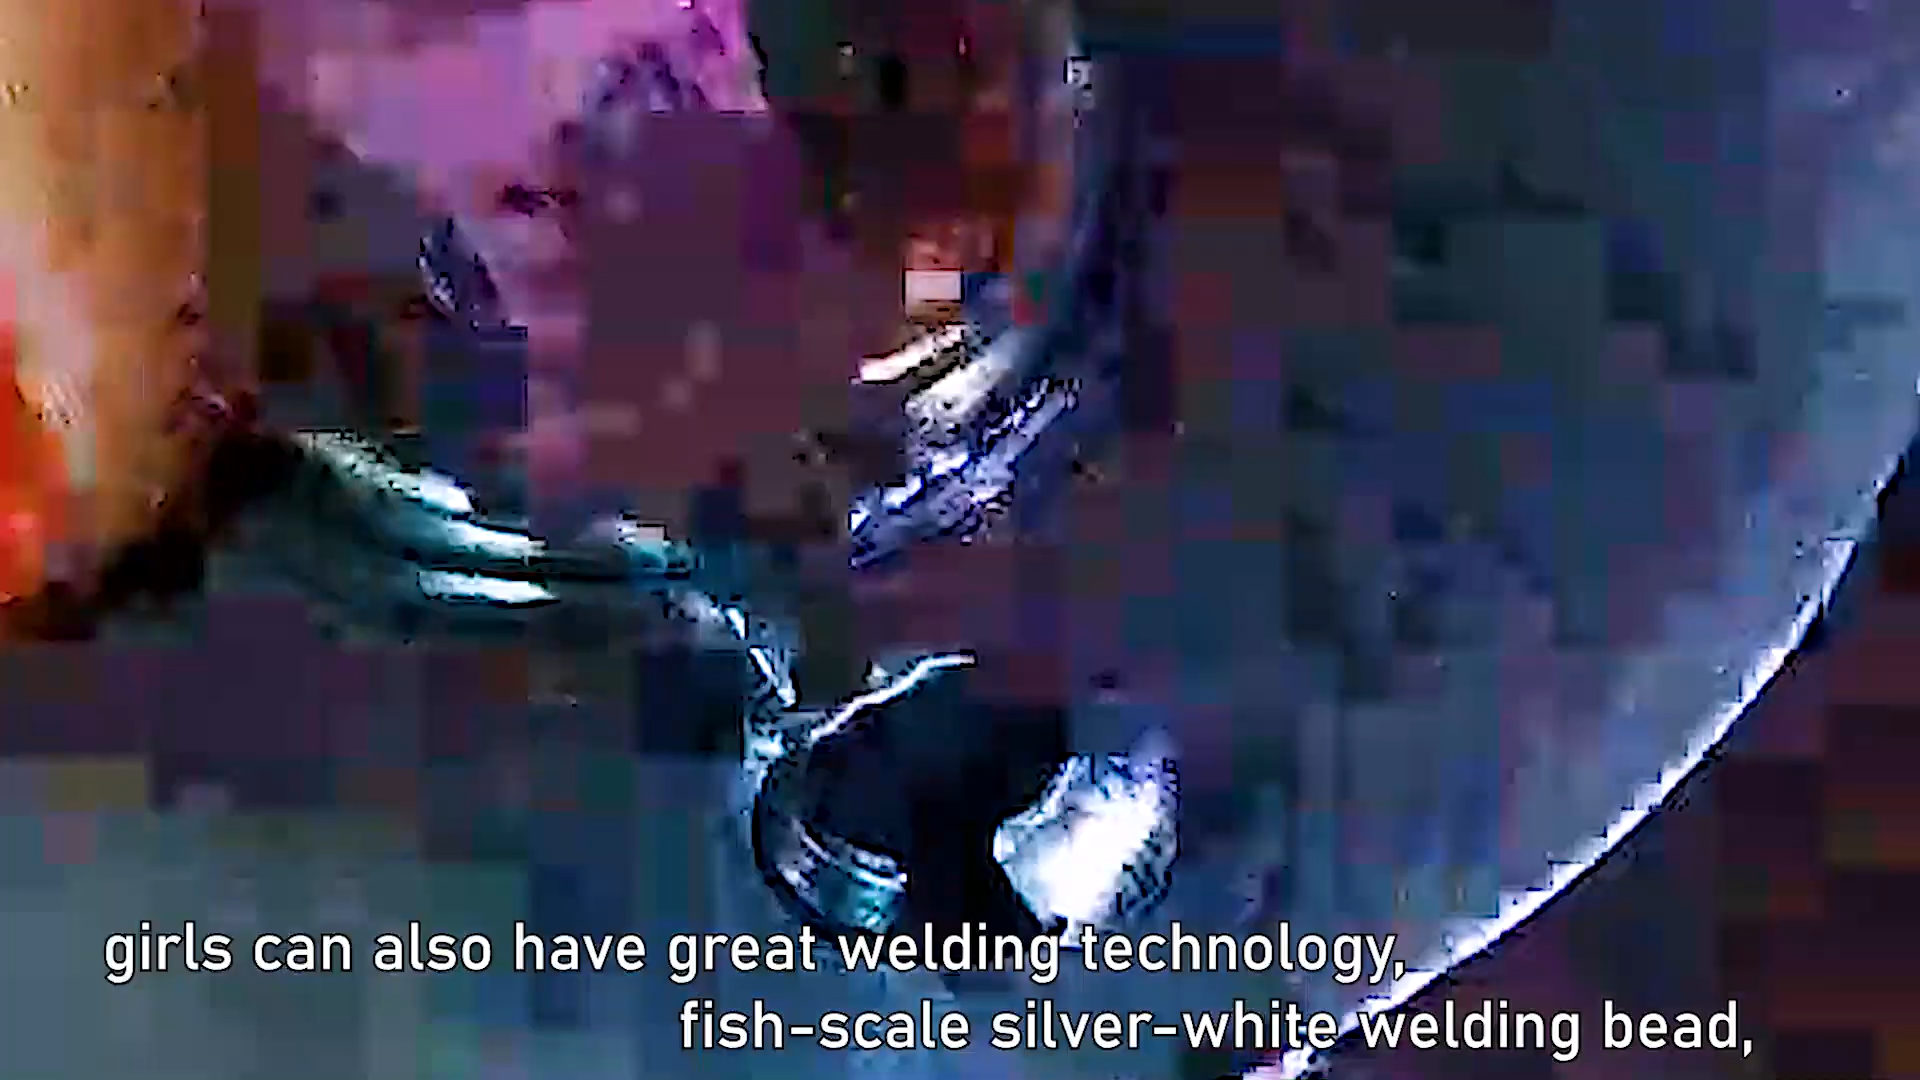 girls can also have great welding technology,
fish-scale silver-white welding bead,